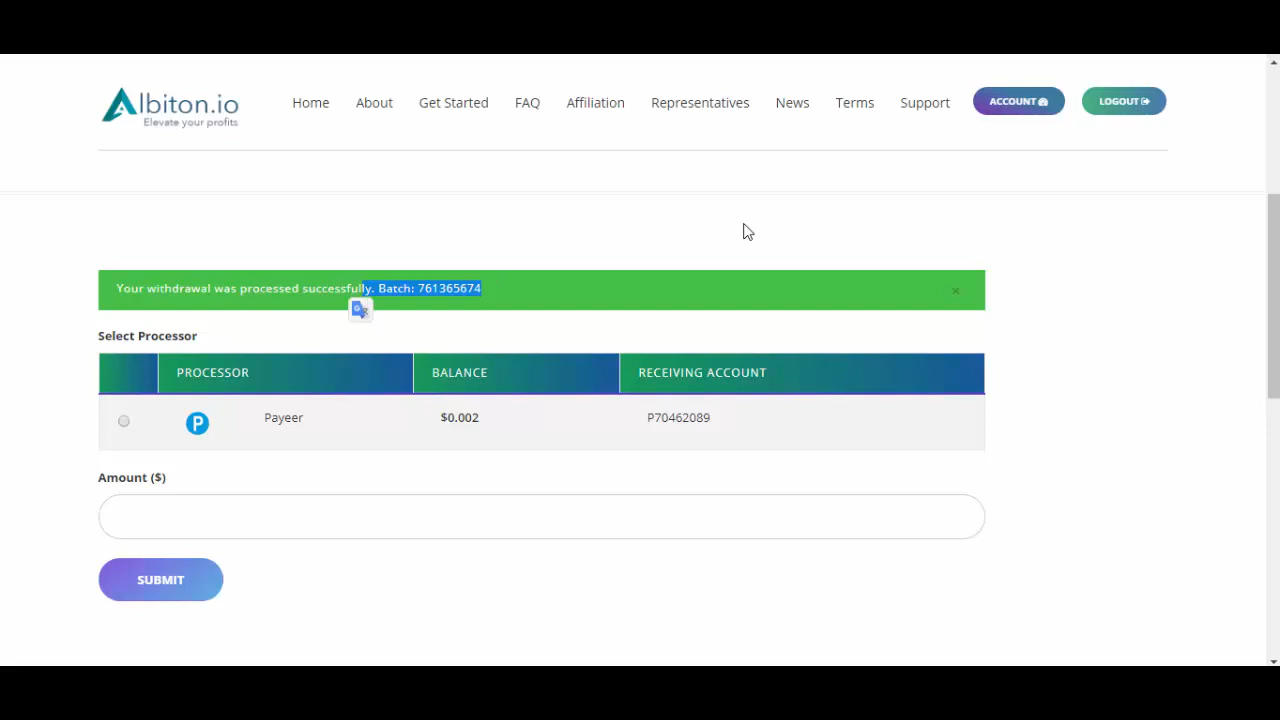 Albiton.io
Elevate your profits
Home About Get Started FAQ Affiliation Representatives News Terms Support ACCOUNT LOGOUT
Your withdrawal was processed successfully. Batch: 761365674
×
Select Processor
PROCESSOR BALANCE RECEIVING ACCOUNT
P Payeer $0.002 P70462089
Amount ($)
SUBMIT